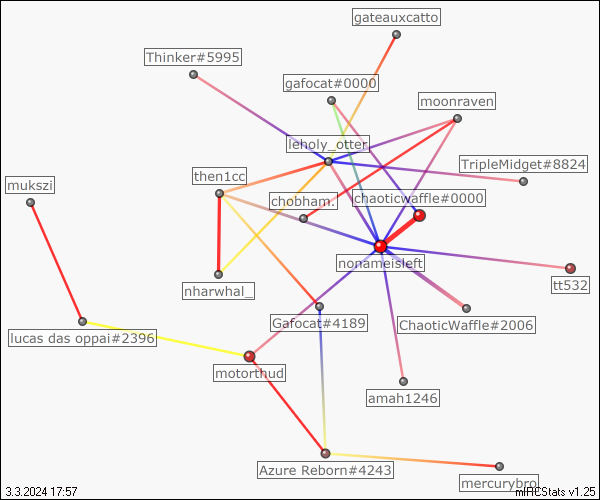 gateauxcatto
Thinker#5995
gafocat#0000
moonraven
leholy_otter
TripleMidget#8824
then1cc
mukszi
chobham.
chaoticwaffle#0000
nonameisleft
tt532
nharwhal_
Gafocat#4189
ChaoticWaffle#2006
lucas das oppai#2396
motorthud
amah1246
Azure Reborn#4243
mercurybro
3.3.2024 17:57
mIRCStats v1.25